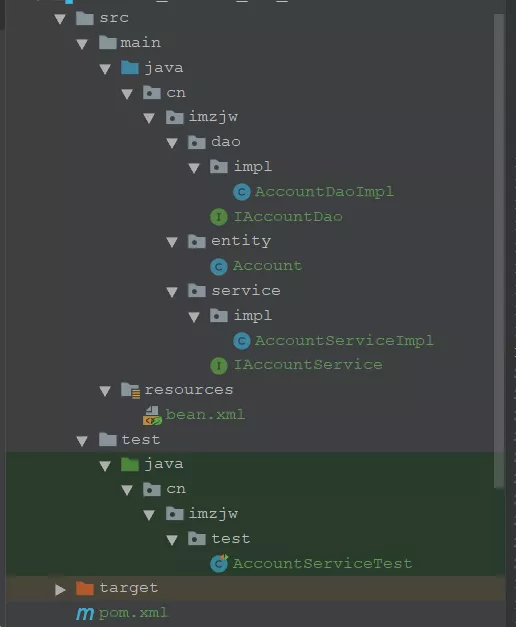 src
main
java
cn
imzjw
dao
impl
AccountDaoImpl
IAccountDao
entity
Account
service
impl
AccountServiceImpl
IAccountService
resources
bean.xml
test
java
cn
imzjw
test
AccountServiceTest
target
pom.xml